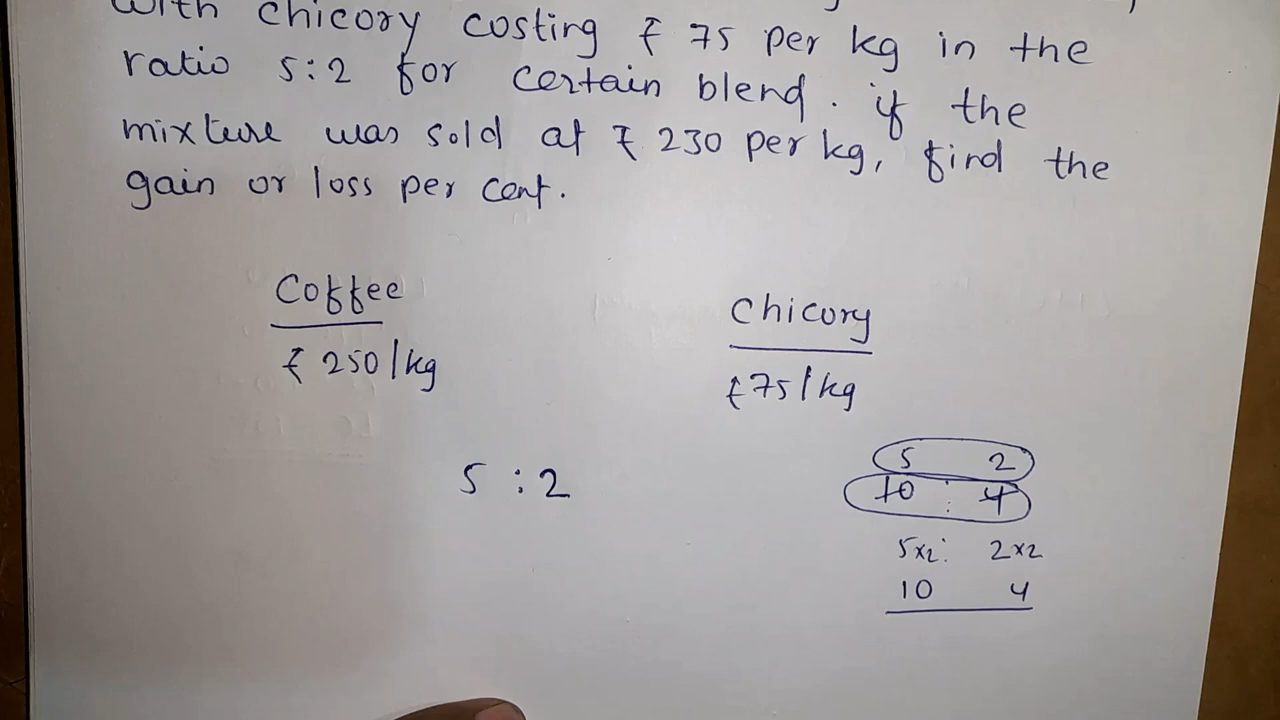 with chicory costing ₹ 75 per kg in the
ratio 5:2 for certain blend. if the
mixture was sold at ₹ 230 per kg, find the
gain or loss per cent.
Coffee
₹ 250/kg
Chicory
₹75/kg
5 : 2
5 2
10 : 4
5x2: 2x2
10 4